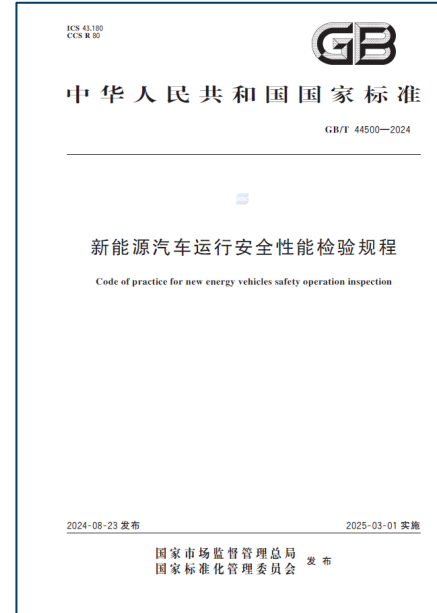 ICS 43.180
CCS R 80
GB
中华人民共和国国家标准
GB/T 44500—2024
新能源汽车运行安全性能检验规程
Code of practice for new energy vehicles safety operation inspection
2024-08-23 发布
2025-03-01 实施
国家市场监督管理总局
国家标准化管理委员会
发布